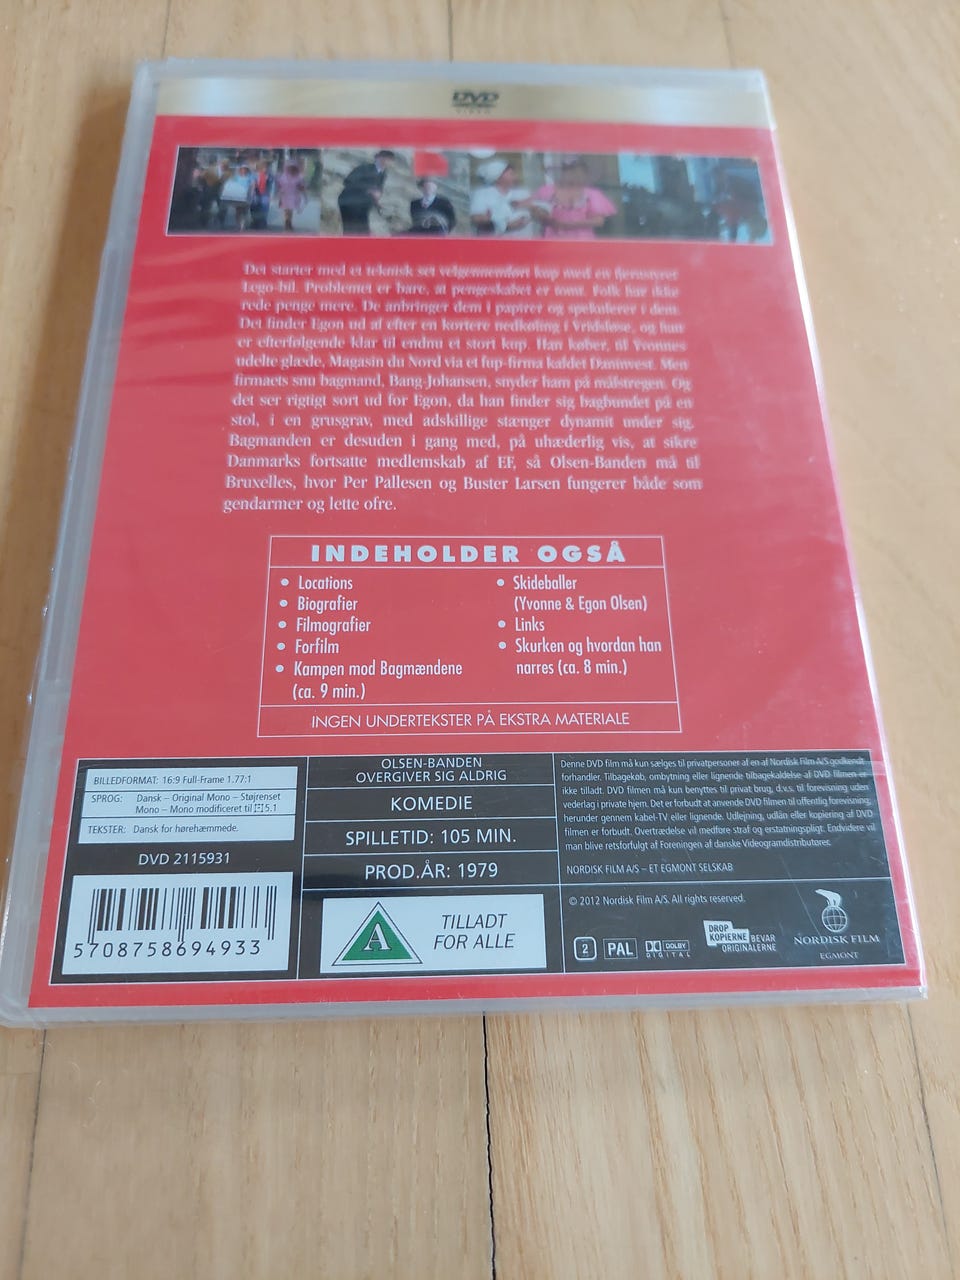 DVD
VIDEO
Det starter med et teknisk set velgennemført kup med en fjernstyret
Lego-bil. Problemet er bare, at pengeskabet er tomt. Folk har ikke
rede penge mere. De anbringer dem i papirer og spekulerer i dem.
Det finder Egon ud af efter en kortere nedkøling i Vridsløse, og han
er efterfølgende klar til endnu et stort kup. Han køber, til Yvonnes
udelte glæde, Magasin du Nord via et fup-firma kaldet Daninvest. Men
firmaets snu bagmand, Bang-Johansen, snyder ham på målstregen. Og
det ser rigtigt sort ud for Egon, da han finder sig bagbundet på en
stol, i en grusgrav, med adskillige stænger dynamit under sig.
Bagmanden er desuden i gang med, på uhæderlig vis, at sikre
Danmarks fortsatte medlemskab af EF, så Olsen-Banden må til
Bruxelles, hvor Per Pallesen og Buster Larsen fungerer både som
gendarmer og lette ofre.
INDEHOLDER OGSÅ
• Locations
• Biografier
• Filmografier
• Forfilm
• Kampen mod Bagmændene
(ca. 9 min.)
• Skideballer
(Yvonne & Egon Olsen)
• Links
• Skurken og hvordan han
narres (ca. 8 min.)
INGEN UNDERTEKSTER PÅ EKSTRA MATERIALE
BILLEDFORMAT: 16:9 Full-Frame 1.77:1
SPROG: Dansk – Original Mono – Støjrenset
Mono – Mono modificeret til 5.1
TEKSTER: Dansk for hørehæmmede.
DVD 2115931
5708758694933
OLSEN-BANDEN
OVERGIVER SIG ALDRIG
KOMEDIE
SPILLETID: 105 MIN.
PROD.ÅR: 1979
A
TILLADT
FOR ALLE
Denne DVD film må kun sælges til privatpersoner af en af Nordisk Film A/S godkendt
forhandler. Tilbagekøb, ombytning eller lignende tilbagekaldelse af DVD filmen er
ikke tilladt. DVD filmen må kun benyttes til privat brug, d.v.s. til forevisning uden
vederlag i private hjem. Det er forbudt at anvende DVD filmen til offentlig forevisning,
herunder gennem kabel-TV eller lignende. Udlejning, udlån eller kopiering af DVD
filmen er forbudt. Overtrædelse vil medføre straf og erstatningspligt. Endvidere vil
man blive retsforfulgt af Foreningen af danske Videogramdistributører.
NORDISK FILM A/S – ET EGMONT SELSKAB
© 2012 Nordisk Film A/S. All rights reserved.
2
PAL
DOLBY
DIGITAL
DROP
KOPIERNE BEVAR
ORIGINALERNE
NORDISK FILM
EGMONT